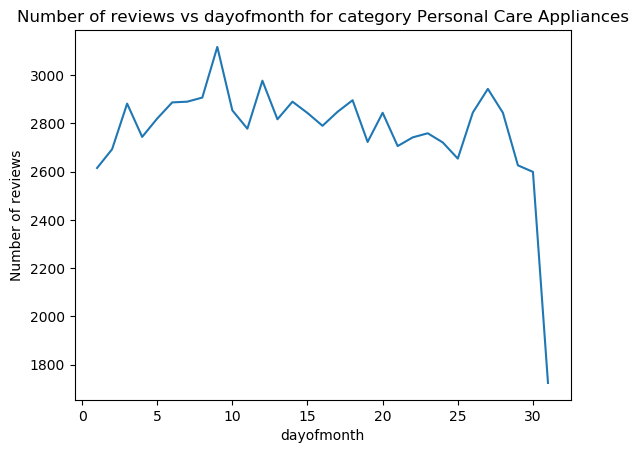 Number of reviews vs dayofmonth for category Personal Care Appliances
3000
2800
2600
2400
2200
2000
1800
Number of reviews
0 5 10 15 20 25 30
dayofmonth